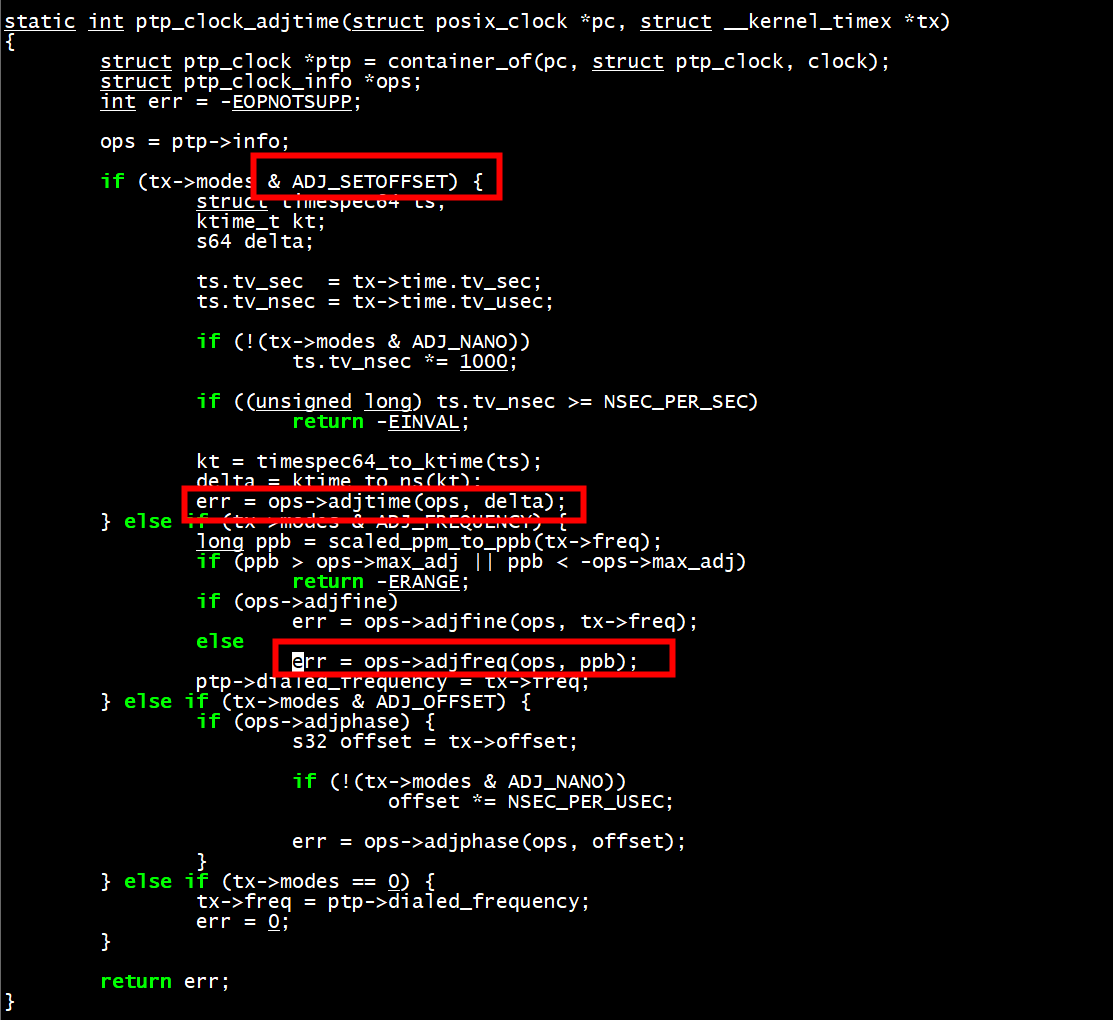 static int ptp_clock_adjtime(struct posix_clock *pc, struct __kernel_timex *tx)
{
        struct ptp_clock *ptp = container_of(pc, struct ptp_clock, clock);
        struct ptp_clock_info *ops;
        int err = -EOPNOTSUPP;

        ops = ptp->info;

        if (tx->modes & ADJ_SETOFFSET) {
                struct timespec64 ts;
                ktime_t kt;
                s64 delta;

                ts.tv_sec  = tx->time.tv_sec;
                ts.tv_nsec = tx->time.tv_usec;

                if (!(tx->modes & ADJ_NANO))
                        ts.tv_nsec *= 1000;

                if ((unsigned long) ts.tv_nsec >= NSEC_PER_SEC)
                        return -EINVAL;

                kt = timespec64_to_ktime(ts);
                delta = ktime_to_ns(kt);
                err = ops->adjtime(ops, delta);
        } else if (tx->modes & ADJ_FREQUENCY) {
                long ppb = scaled_ppm_to_ppb(tx->freq);
                if (ppb > ops->max_adj || ppb < -ops->max_adj)
                        return -ERANGE;
                if (ops->adjfine)
                        err = ops->adjfine(ops, tx->freq);
                else
                        err = ops->adjfreq(ops, ppb);
                ptp->dialed_frequency = tx->freq;
        } else if (tx->modes & ADJ_OFFSET) {
                if (ops->adjphase) {
                        s32 offset = tx->offset;

                        if (!(tx->modes & ADJ_NANO))
                                offset *= NSEC_PER_USEC;

                        err = ops->adjphase(ops, offset);
                }
        } else if (tx->modes == 0) {
                tx->freq = ptp->dialed_frequency;
                err = 0;
        }

        return err;
}